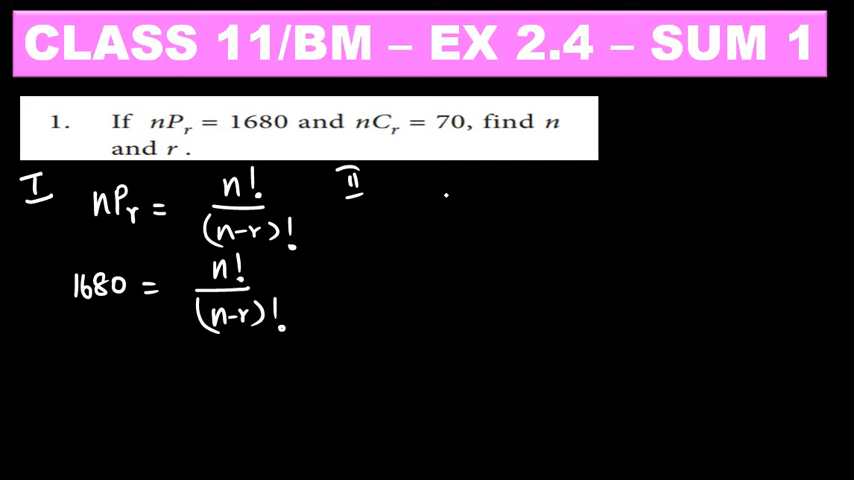 CLASS 11/BM – EX 2.4 – SUM 1
1. If nPᵣ = 1680 and nCᵣ = 70, find n
and r .
I nPᵣ = n! / (n-r)!
II
1680 = n! / (n-r)!